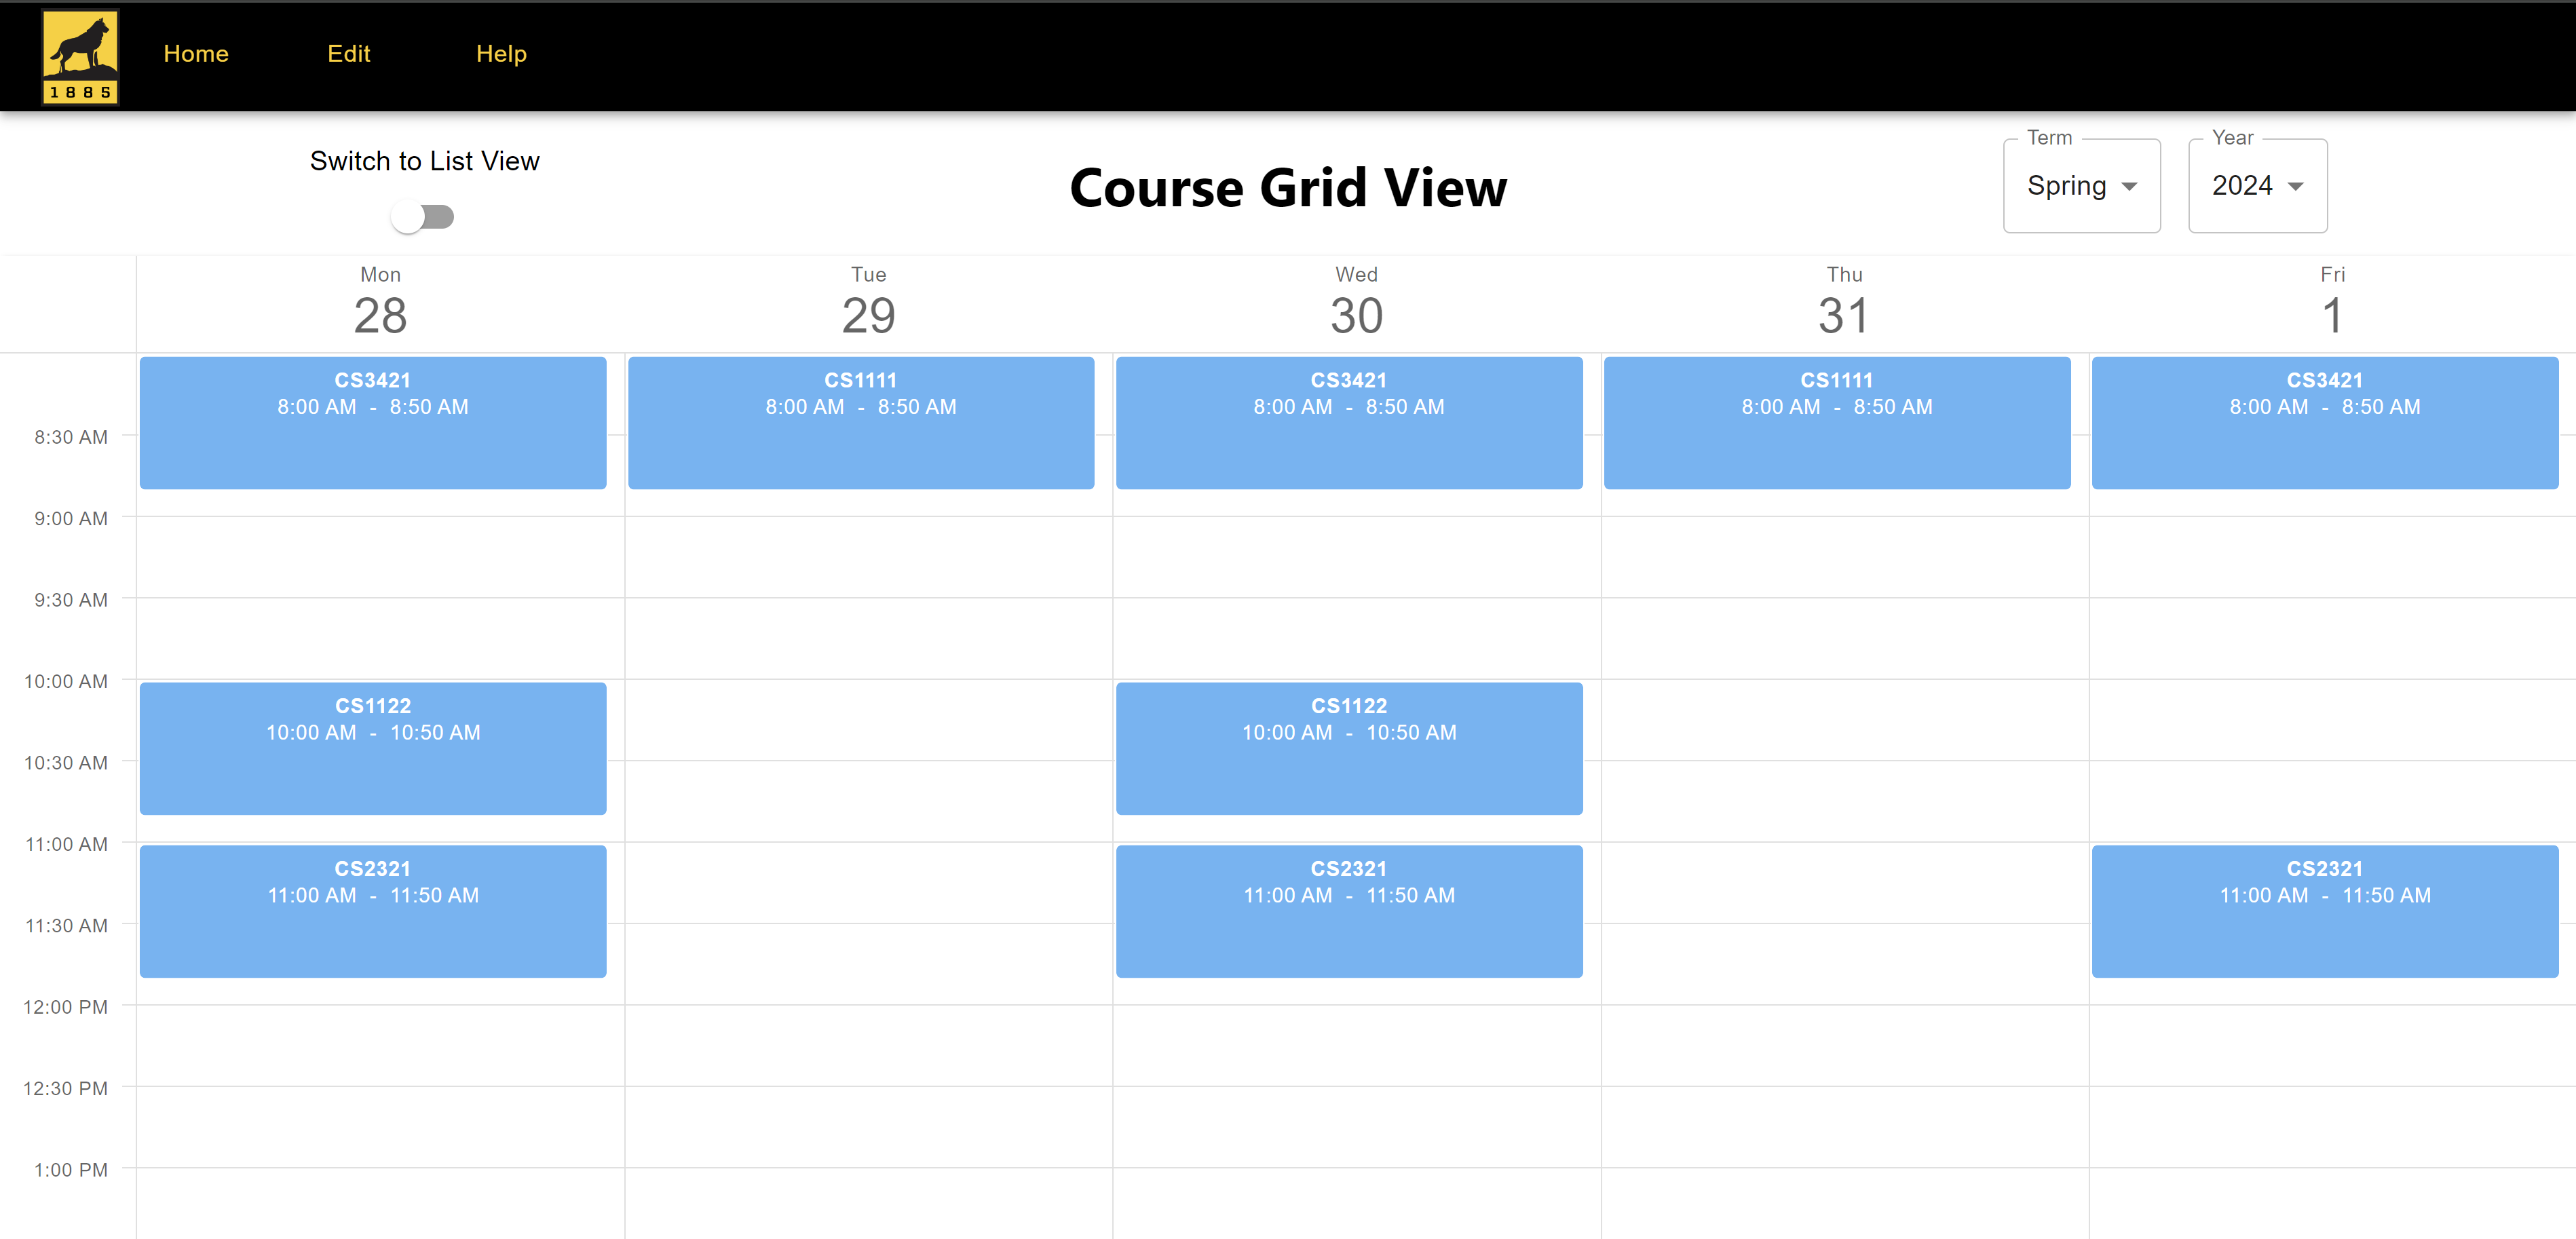 Home Edit Help
1885
Switch to List View
Course Grid View
Term
Spring
Year
2024
Mon
28
Tue
29
Wed
30
Thu
31
Fri
1
CS3421
8:00 AM - 8:50 AM
CS1111
8:00 AM - 8:50 AM
CS3421
8:00 AM - 8:50 AM
CS1111
8:00 AM - 8:50 AM
CS3421
8:00 AM - 8:50 AM
8:30 AM
9:00 AM
9:30 AM
10:00 AM
CS1122
10:00 AM - 10:50 AM
CS1122
10:00 AM - 10:50 AM
10:30 AM
11:00 AM
CS2321
11:00 AM - 11:50 AM
CS2321
11:00 AM - 11:50 AM
CS2321
11:00 AM - 11:50 AM
11:30 AM
12:00 PM
12:30 PM
1:00 PM